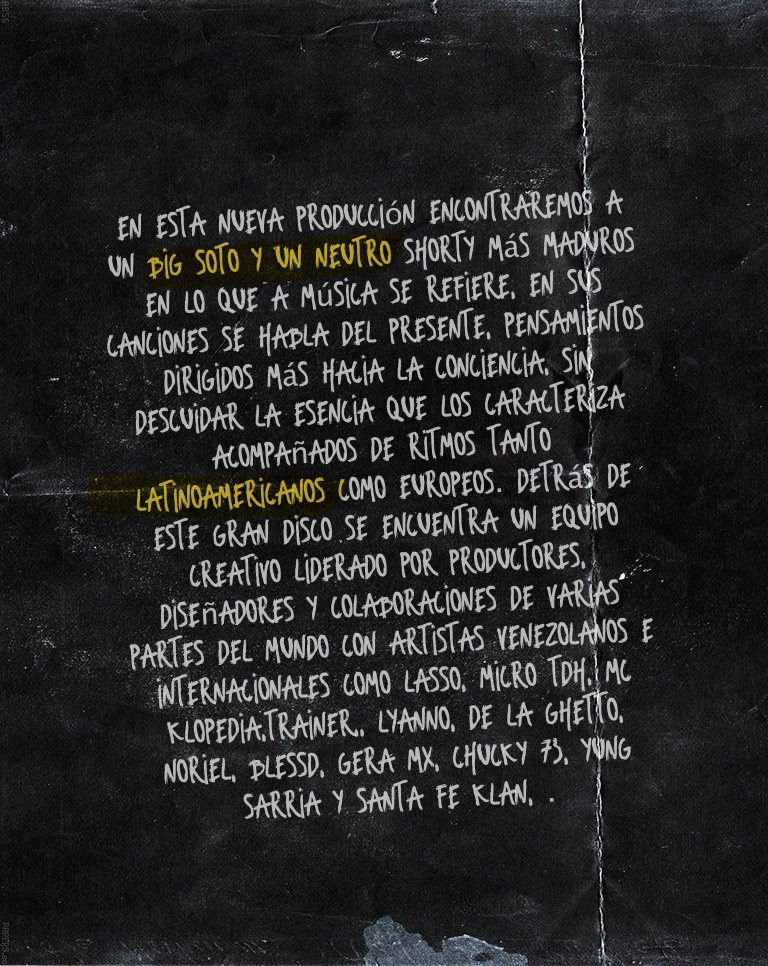 EN ESTA NUEVA PRODUCCIÓN ENCONTRAREMOS A
UN BIG SOTO Y UN NEUTRO SHORTY MÁS MADUROS
EN LO QUE A MÚSICA SE REFIERE, EN SUS
CANCIONES SE HABLA DEL PRESENTE, PENSAMIENTOS
DIRIGIDOS MÁS HACIA LA CONCIENCIA, SIN
DESCUIDAR LA ESENCIA QUE LOS CARACTERIZA
ACOMPAÑADOS DE RITMOS TANTO
LATINOAMERICANOS COMO EUROPEOS. DETRÁS DE
ESTE GRAN DISCO SE ENCUENTRA UN EQUIPO
CREATIVO LIDERADO POR PRODUCTORES,
DISEÑADORES Y COLABORACIONES DE VARIAS
PARTES DEL MUNDO CON ARTISTAS VENEZOLANOS E
INTERNACIONALES COMO LASSO, MICRO TDH, MC
KLOPEDIA,TRAINER,, LYANNO, DE LA GHETTO,
NORIEL, BLESSD, GERA MX, CHUCKY 73, YUNG
SARRIA Y SANTA FE KLAN, .